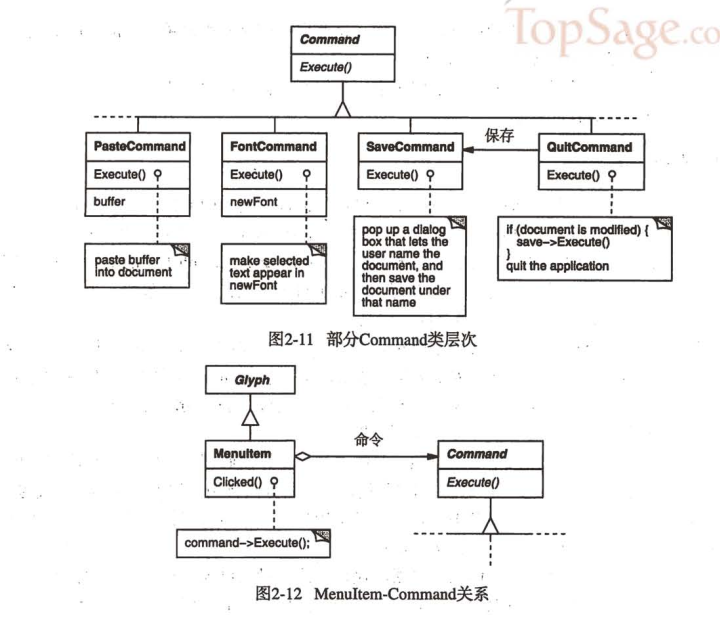 TopSage.co
Command
Execute()
PasteCommand
Execute()
buffer
FontCommand
Execute()
newFont
SaveCommand
Execute()
保存
QuitCommand
Execute()
paste buffer
into document
make selected
text appear in
newFont
pop up a dialog
box that lets the
user name the
document, and
then save the
document under
that name
if (document is modified) {
save->Execute()
}
quit the application
图2-11 部分Command类层次
Glyph
MenuItem
Clicked()
命令
Command
Execute()
command->Execute();
图2-12 MenuItem-Command关系